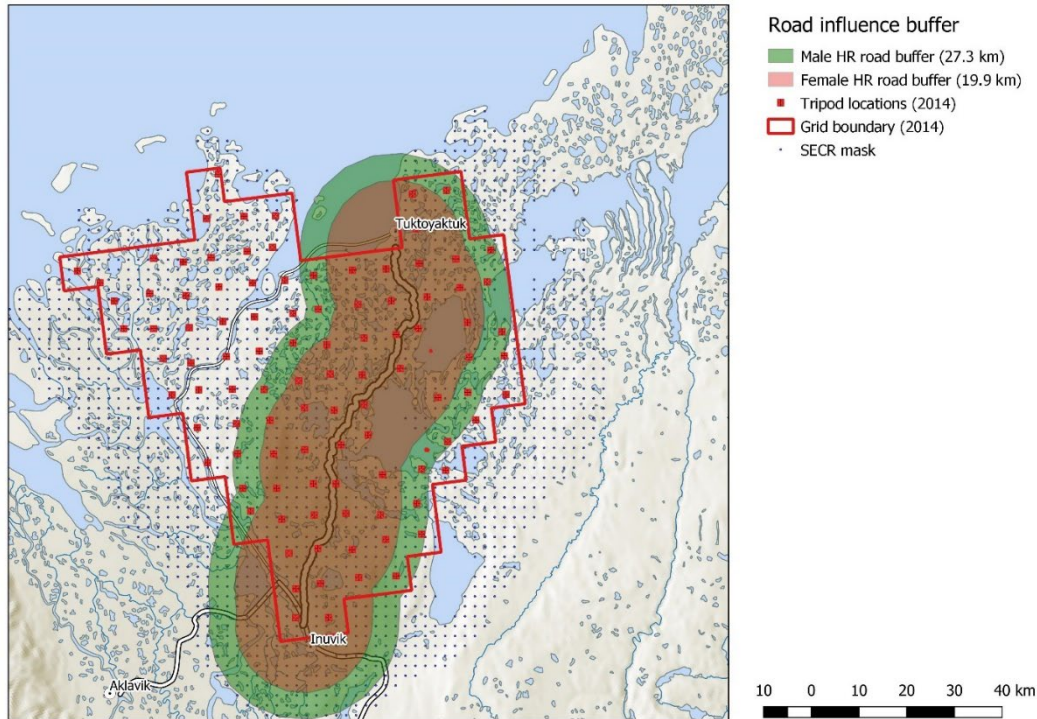 Road influence buffer
Male HR road buffer (27.3 km)
Female HR road buffer (19.9 km)
Tripod locations (2014)
Grid boundary (2014)
SECR mask
Tuktoyaktuk
Inuvik
Aklavik
10 0 10 20 30 40 km